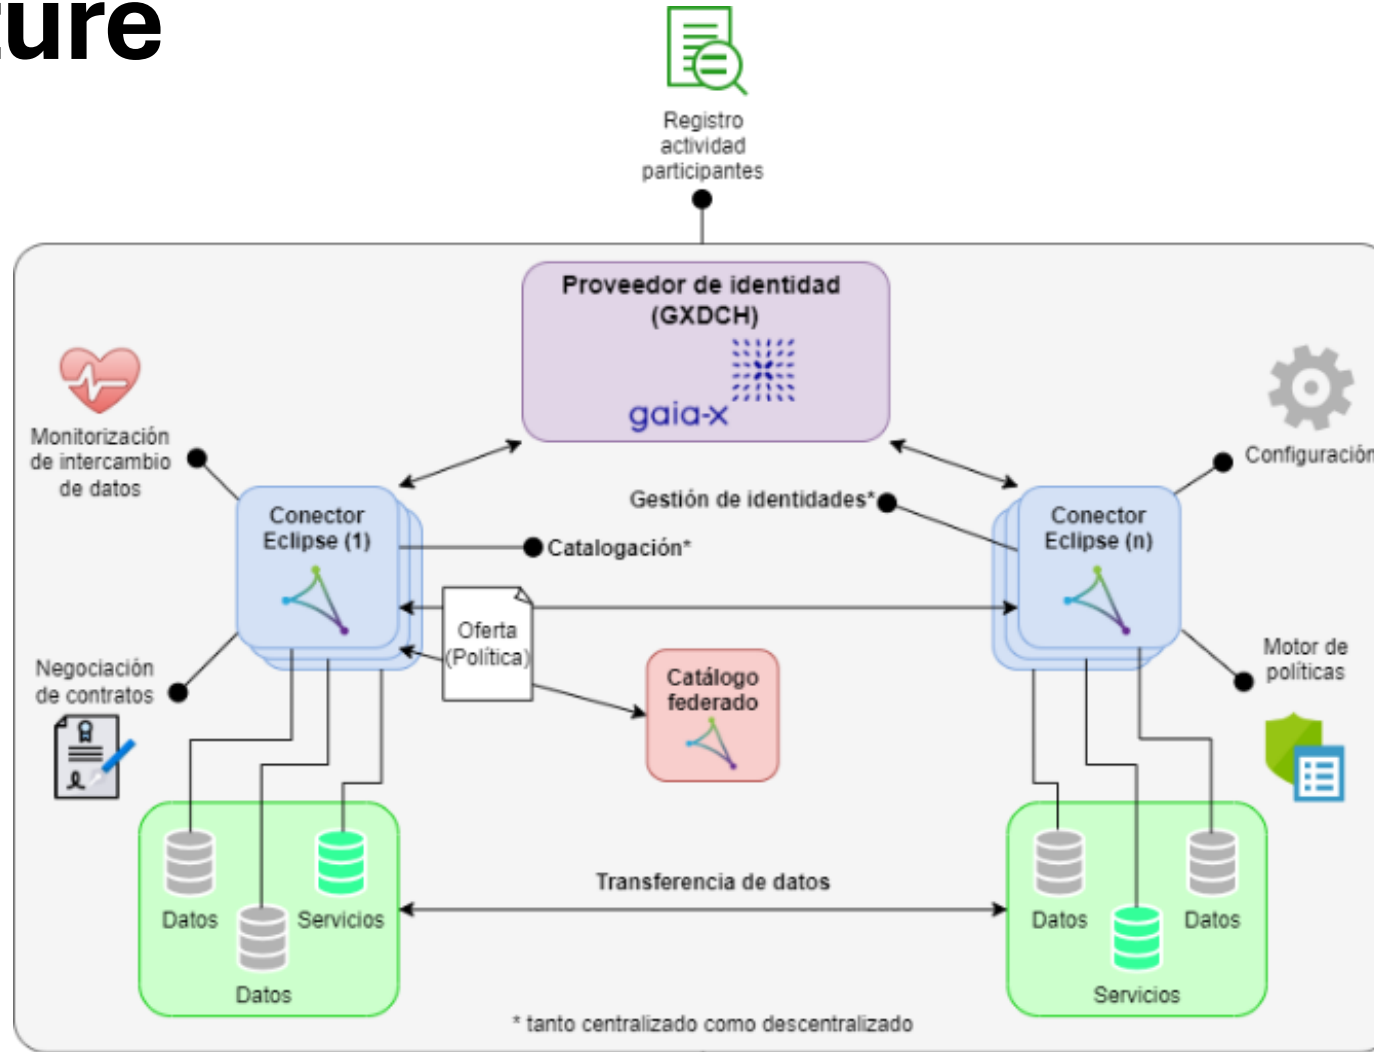 ture
Registro
actividad
participantes
Proveedor de identidad
(GXDCH)
gaia-x
Monitorización
de intercambio
de datos
Configuración
Gestión de identidades*
Conector
Eclipse (1)
Catalogación*
Conector
Eclipse (n)
Oferta
(Política)
Negociación
de contratos
Catálogo
federado
Motor de
políticas
Transferencia de datos
Datos
Servicios
Datos
Datos
Datos
Servicios
* tanto centralizado como descentralizado